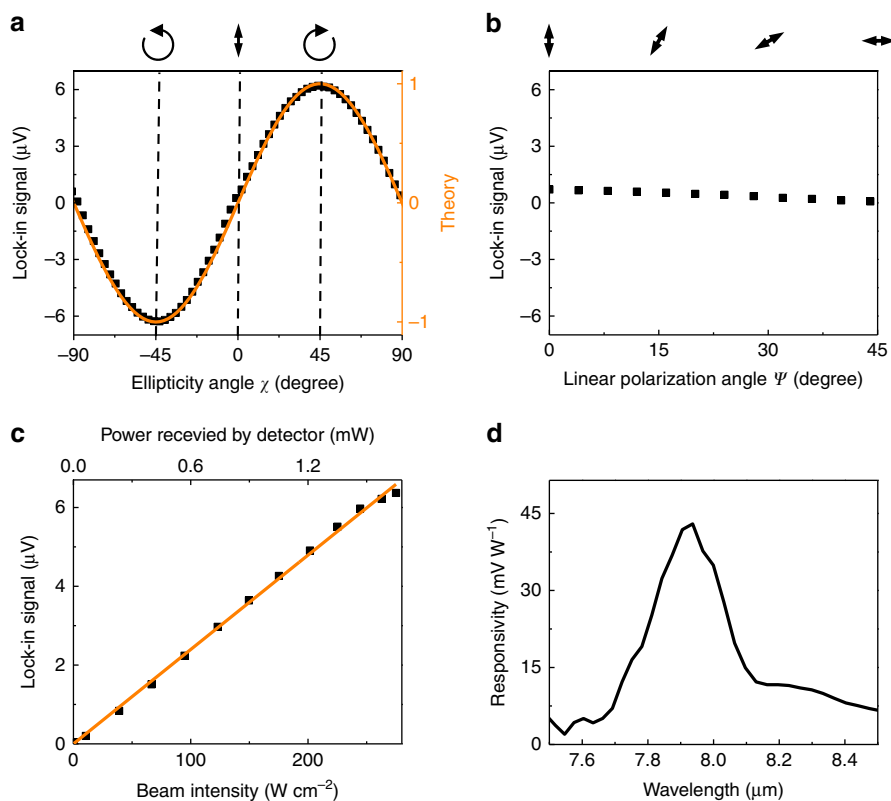 a
6
3
0
−3
−6
Lock-in signal (μV)
1
0
−1
Theory
−90
−45
0
45
90
Ellipticity angle χ (degree)
b
6
3
0
−3
−6
Lock-in signal (μV)
0
15
30
45
Linear polarization angle Ψ (degree)
c
Power recevied by detector (mW)
0.0
0.6
1.2
6
4
2
0
Lock-in signal (μV)
0
100
200
Beam intensity (W cm−2)
d
45
30
15
0
Responsivity (mV W−1)
7.6
7.8
8.0
8.2
8.4
Wavelength (μm)